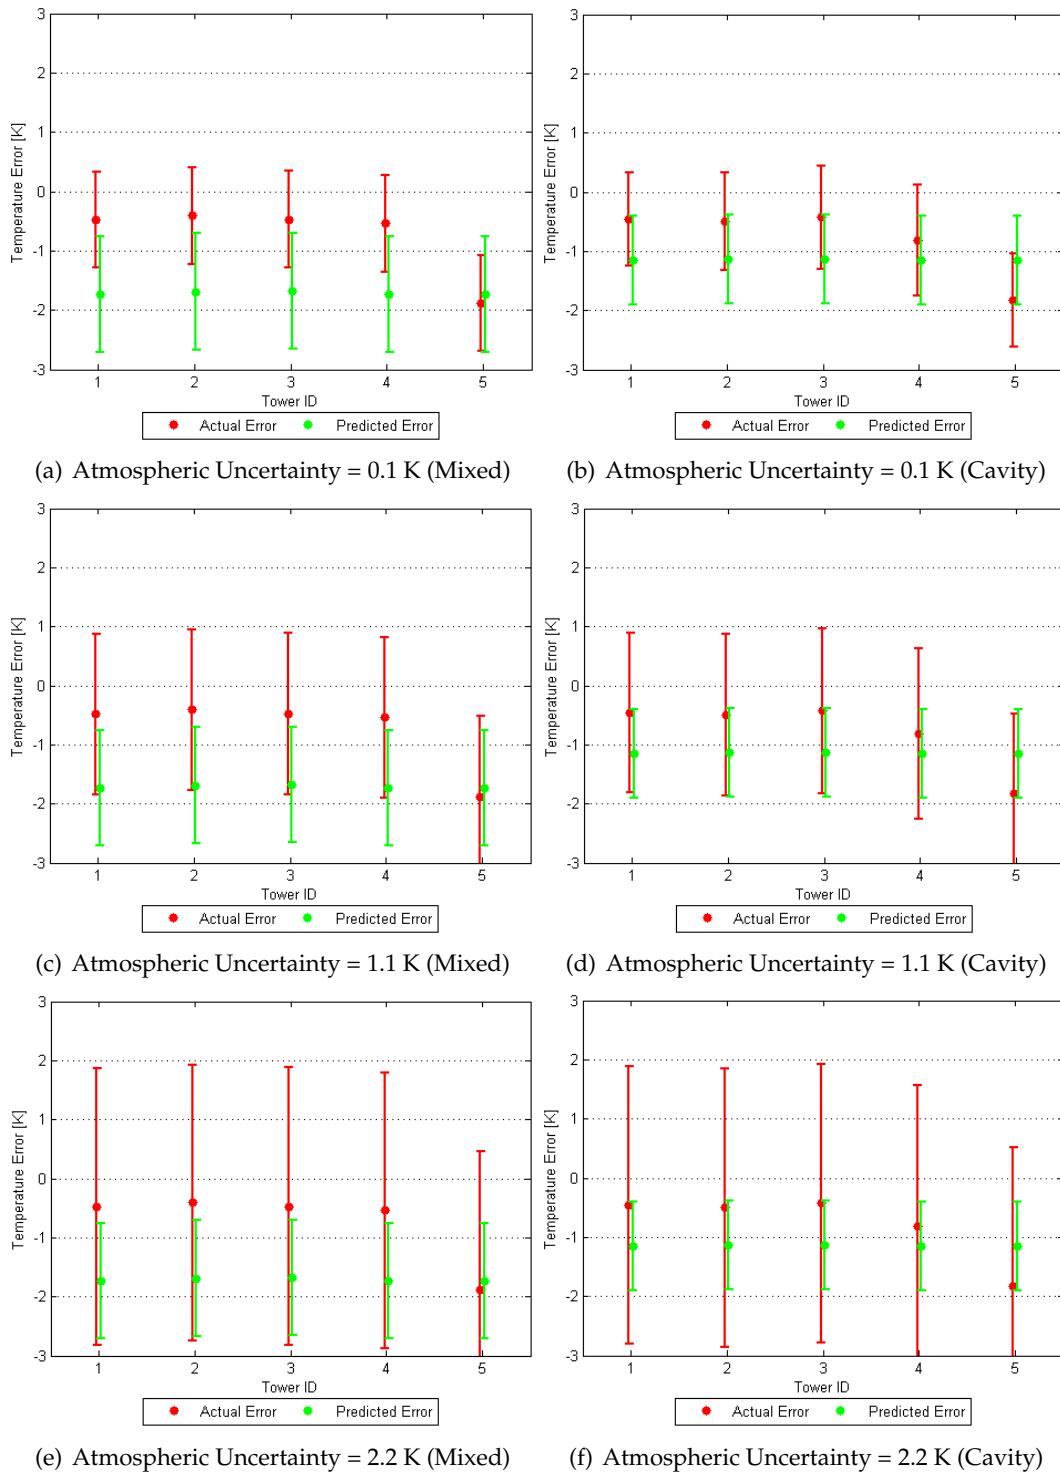 3
2
1
0
-1
-2
-3
Temperature Error [K]
1 2 3 4 5
Tower ID
Actual Error Predicted Error
(a) Atmospheric Uncertainty = 0.1 K (Mixed)
3
2
1
0
-1
-2
-3
Temperature Error [K]
1 2 3 4 5
Tower ID
Actual Error Predicted Error
(b) Atmospheric Uncertainty = 0.1 K (Cavity)
3
2
1
0
-1
-2
-3
Temperature Error [K]
1 2 3 4 5
Tower ID
Actual Error Predicted Error
(c) Atmospheric Uncertainty = 1.1 K (Mixed)
3
2
1
0
-1
-2
-3
Temperature Error [K]
1 2 3 4 5
Tower ID
Actual Error Predicted Error
(d) Atmospheric Uncertainty = 1.1 K (Cavity)
3
2
1
0
-1
-2
-3
Temperature Error [K]
1 2 3 4 5
Tower ID
Actual Error Predicted Error
(e) Atmospheric Uncertainty = 2.2 K (Mixed)
3
2
1
0
-1
-2
-3
Temperature Error [K]
1 2 3 4 5
Tower ID
Actual Error Predicted Error
(f) Atmospheric Uncertainty = 2.2 K (Cavity)